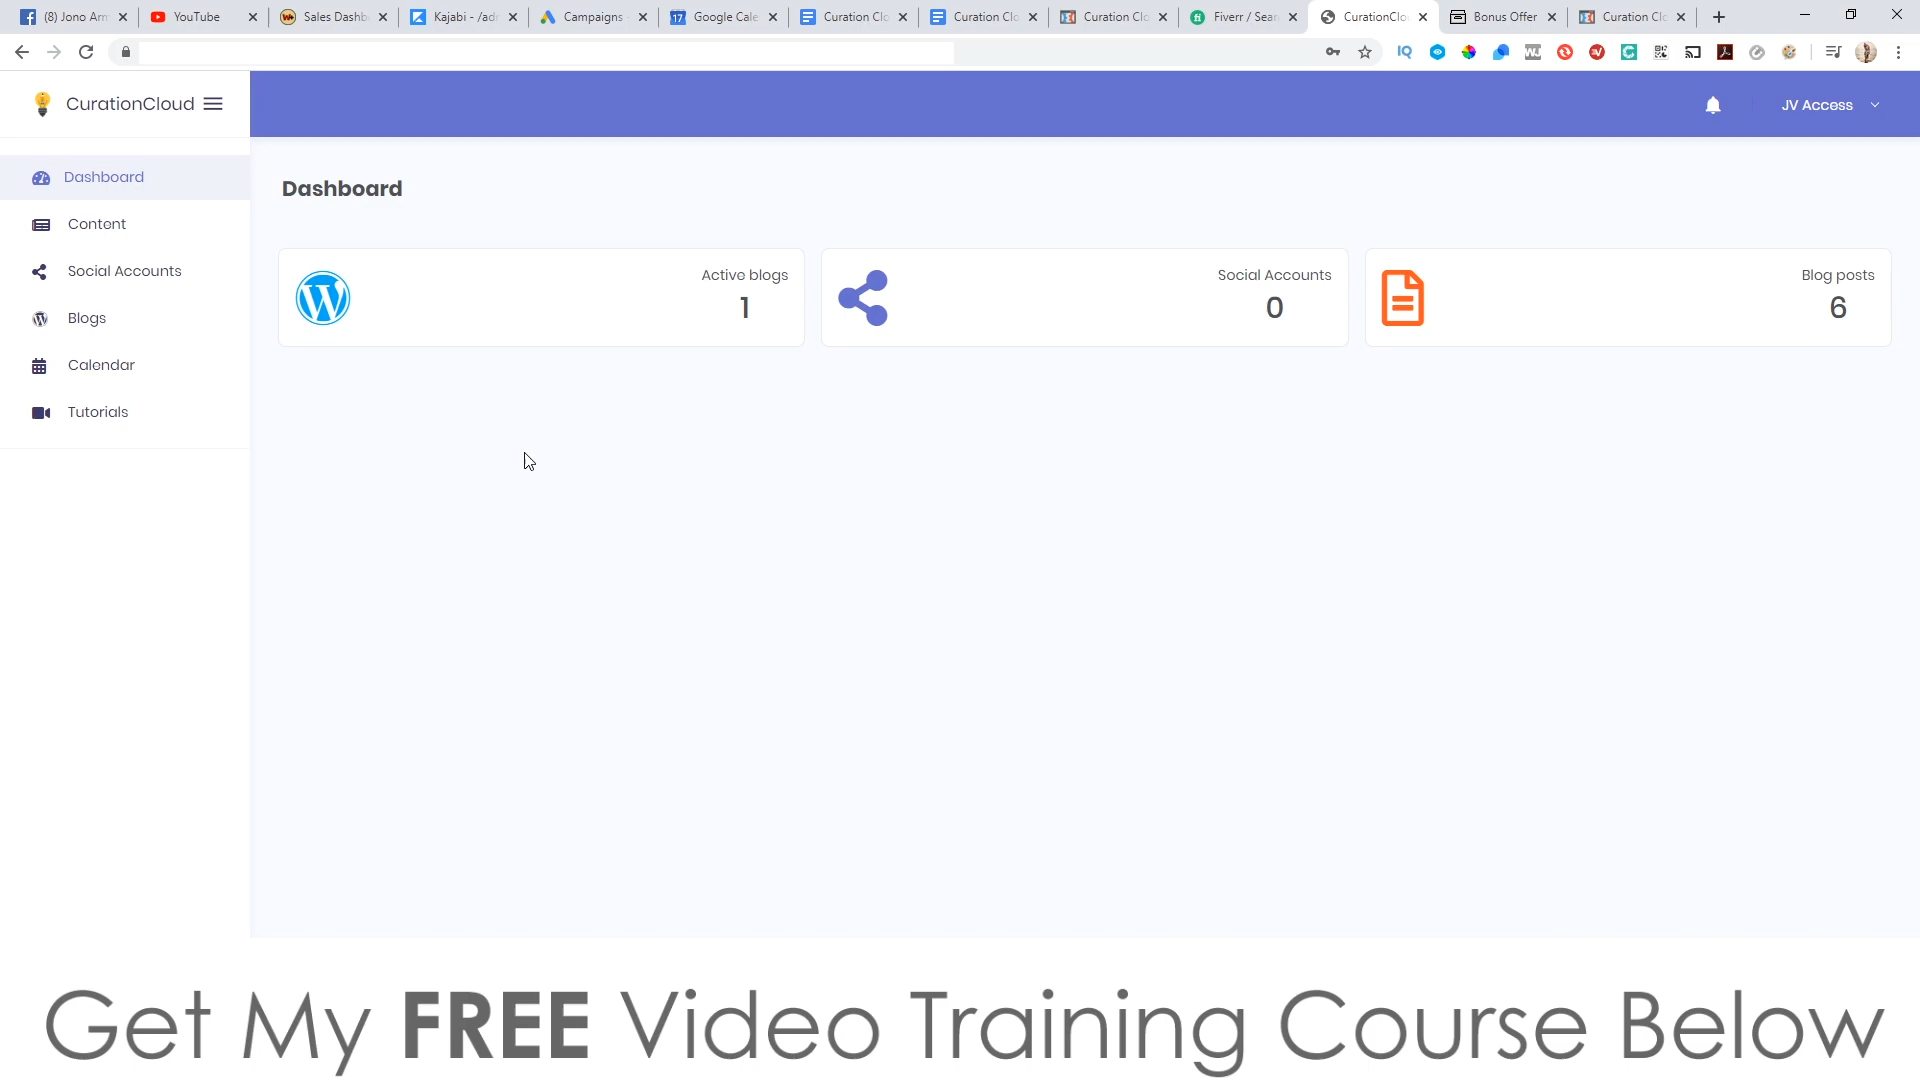 (8) Jono Arm
YouTube
Sales Dashb
Kajabi - /adm
Campaigns -
Google Cale
Curation Clo
Curation Clo
Curation Clo
Fiverr / Sear
CurationClo
Bonus Offer
Curation Clo
CurationCloud
JV Access
Dashboard
Content
Social Accounts
Blogs
Calendar
Tutorials
Dashboard
Active blogs
1
Social Accounts
0
Blog posts
6
Get My FREE Video Training Course Below